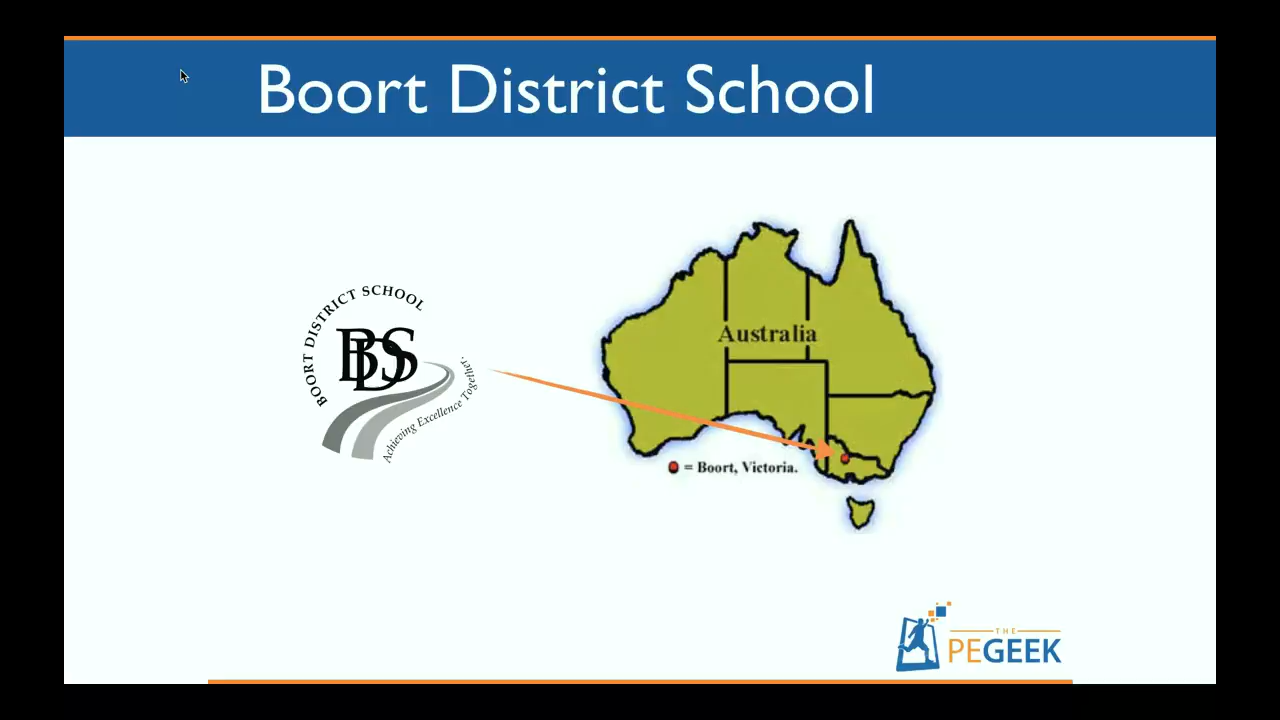 Boort District School
BOORT DISTRICT SCHOOL
BDS
Achieving Excellence Together.
Australia
= Boort, Victoria.
THE
PEGEEK